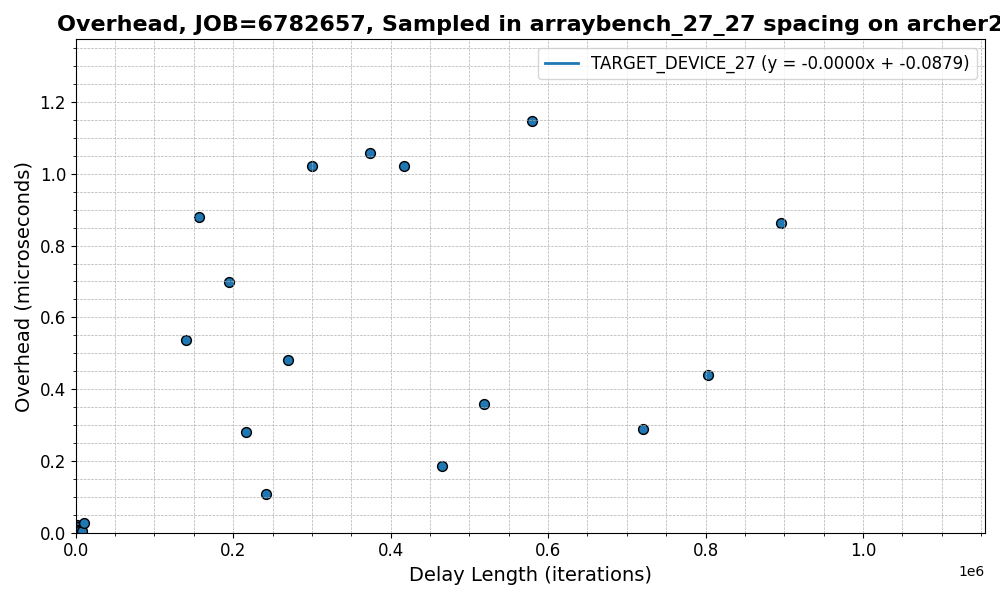 Overhead, JOB=6782657, Sampled in arraybench_27_27 spacing on archer2
TARGET_DEVICE_27 (y = -0.0000x + -0.0879)
Overhead (microseconds)
1.2
1.0
0.8
0.6
0.4
0.2
0.0
0.0 0.2 0.4 0.6 0.8 1.0
1e6
Delay Length (iterations)